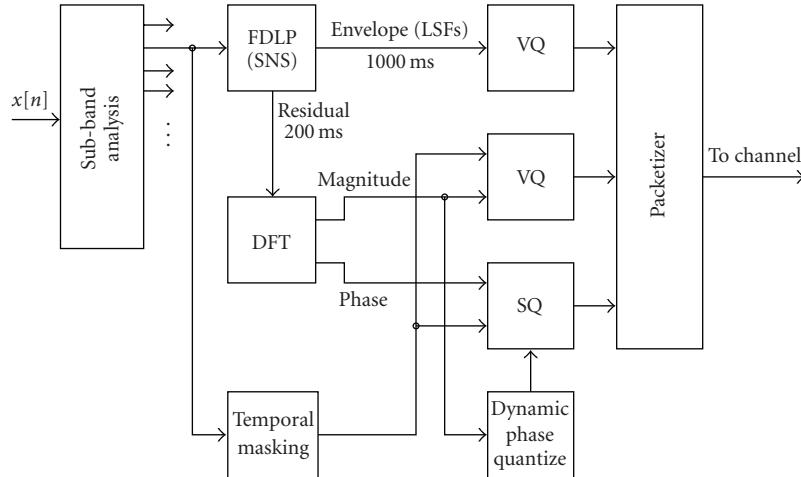 x[n]
Sub-band
analysis
. . .
FDLP
(SNS)
Envelope (LSFs)
1000 ms
VQ
Residual
200 ms
Magnitude
VQ
DFT
Phase
SQ
Temporal
masking
Dynamic
phase
quantize
Packetizer
To channel